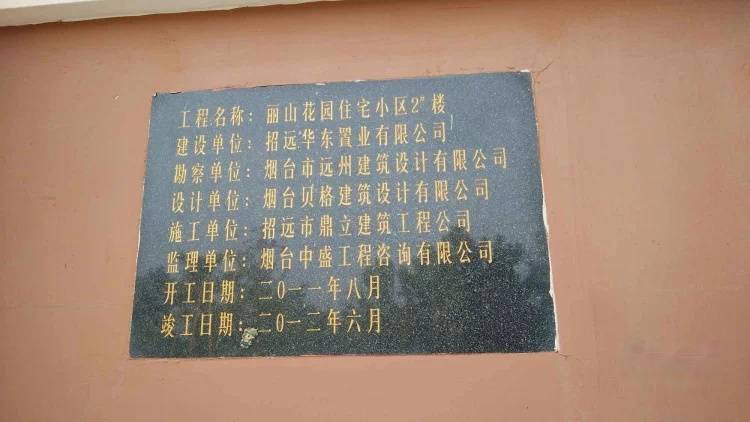 工程名称：丽山花园住宅小区2#楼
建设单位：招远华东置业有限公司
勘察单位：烟台市远州建筑设计有限公司
设计单位：烟台贝格建筑设计有限公司
施工单位：招远市鼎立建筑工程公司
监理单位：烟台中盛工程咨询有限公司
开工日期：二〇一一年八月
竣工日期：二〇一二年六月